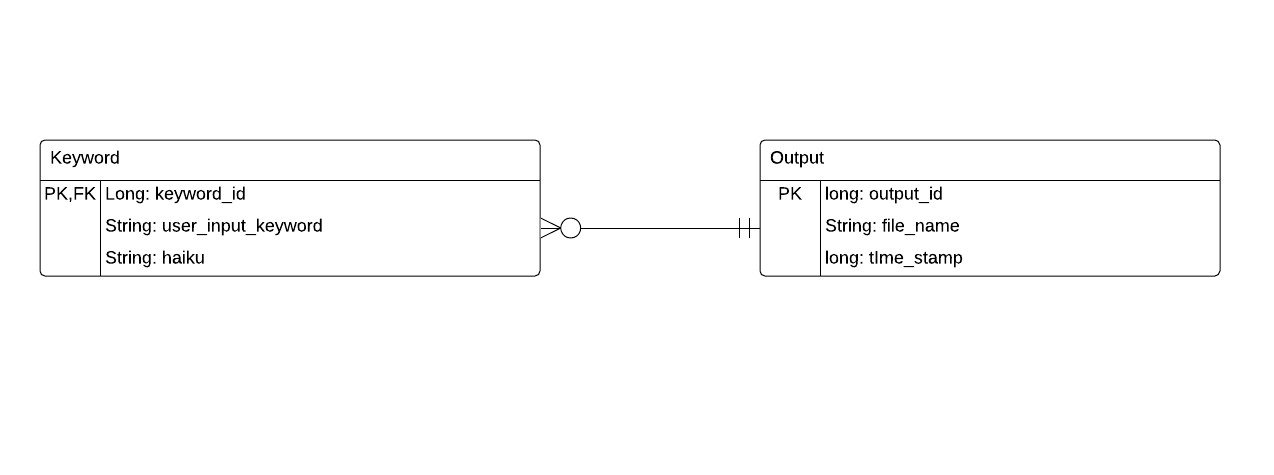 Keyword
PK,FK Long: keyword_id
String: user_input_keyword
String: haiku
Output
PK long: output_id
String: file_name
long: tIme_stamp